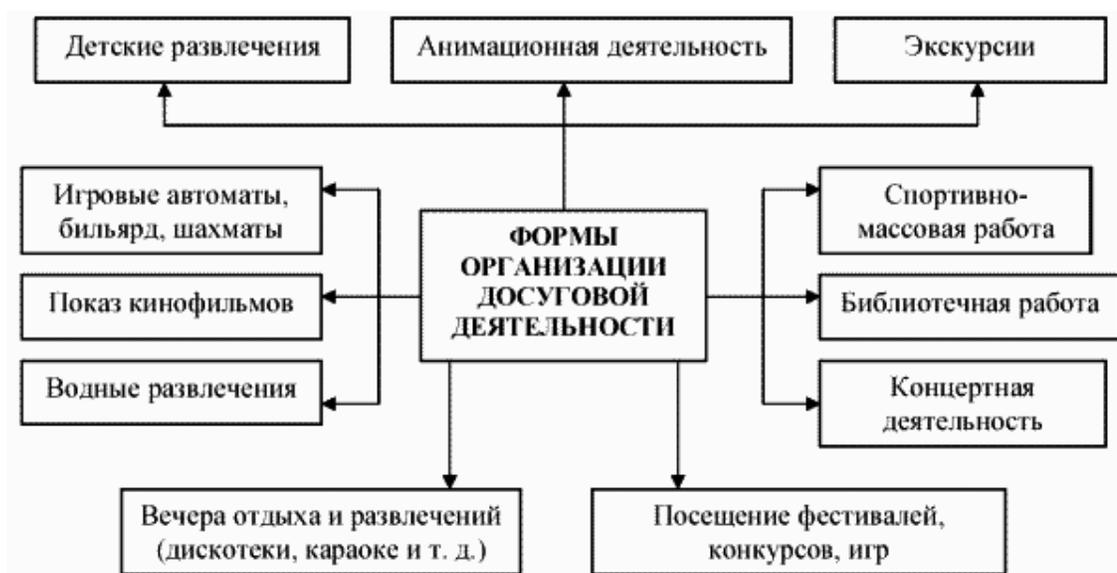 Детские развлечения
Анимационная деятельность
Экскурсии
Игровые автоматы,
бильярд, шахматы
Показ кинофильмов
Водные развлечения
ФОРМЫ
ОРГАНИЗАЦИИ
ДОСУГОВОЙ
ДЕЯТЕЛЬНОСТИ
Спортивно-
массовая работа
Библиотечная работа
Концертная
деятельность
Вечера отдыха и развлечений
(дискотеки, караоке и т. д.)
Посещение фестивалей,
конкурсов, игр